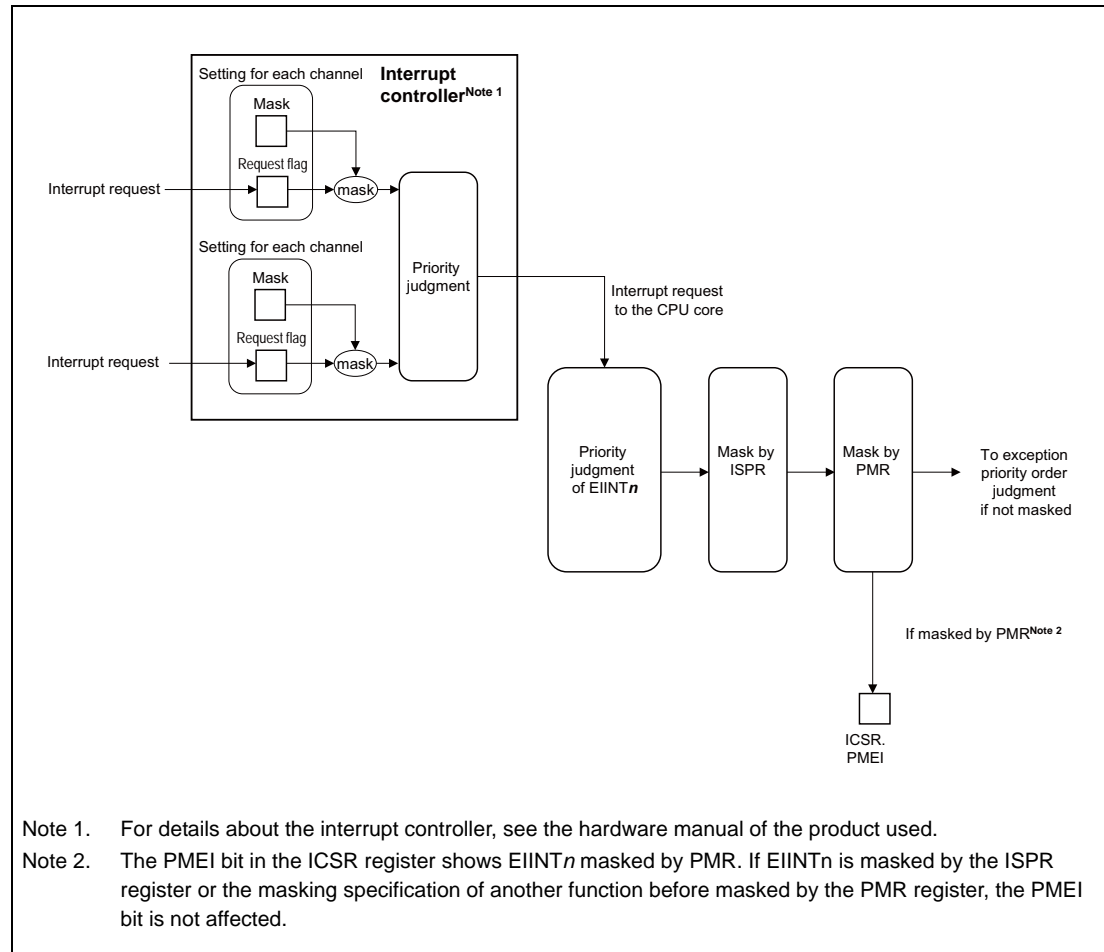 Setting for each channel
Interrupt
controllerNote 1
Mask
Request flag
Interrupt request
mask
Setting for each channel
Mask
Request flag
Interrupt request
mask
Priority
judgment
Interrupt request
to the CPU core
Priority
judgment
of EIINTn
Mask by
ISPR
Mask by
PMR
To exception
priority order
judgment
if not masked
If masked by PMRNote 2
ICSR.
PMEI
Note 1. For details about the interrupt controller, see the hardware manual of the product used.
Note 2. The PMEI bit in the ICSR register shows EIINTn masked by PMR. If EIINTn is masked by the ISPR
register or the masking specification of another function before masked by the PMR register, the PMEI
bit is not affected.